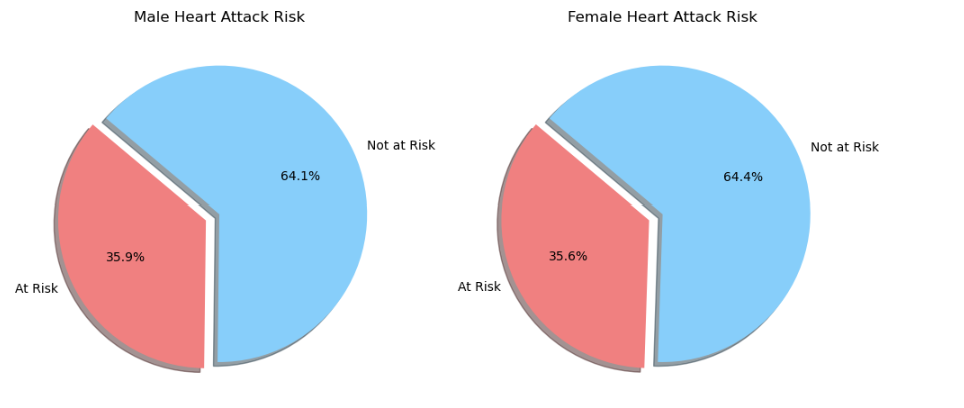 Male Heart Attack Risk
Not at Risk
64.1%
35.9%
At Risk
Female Heart Attack Risk
Not at Risk
64.4%
35.6%
At Risk